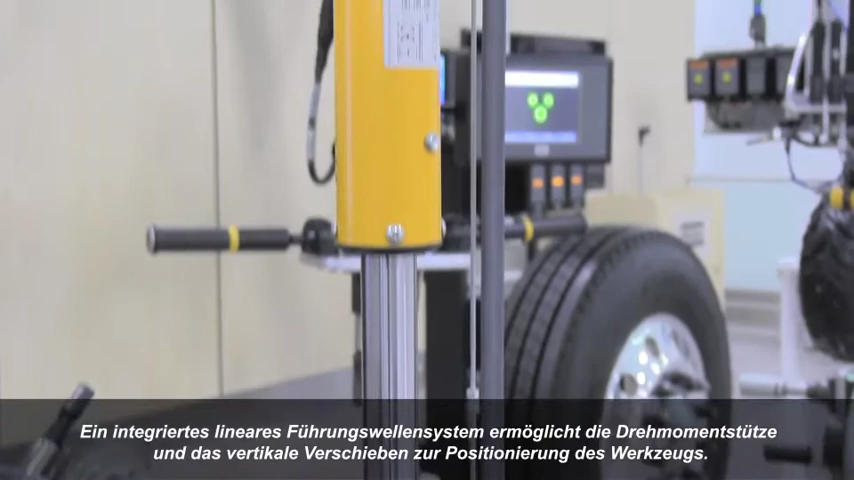 Ein integriertes lineares Führungswellensystem ermöglicht die Drehmomentstütze
und das vertikale Verschieben zur Positionierung des Werkzeugs.